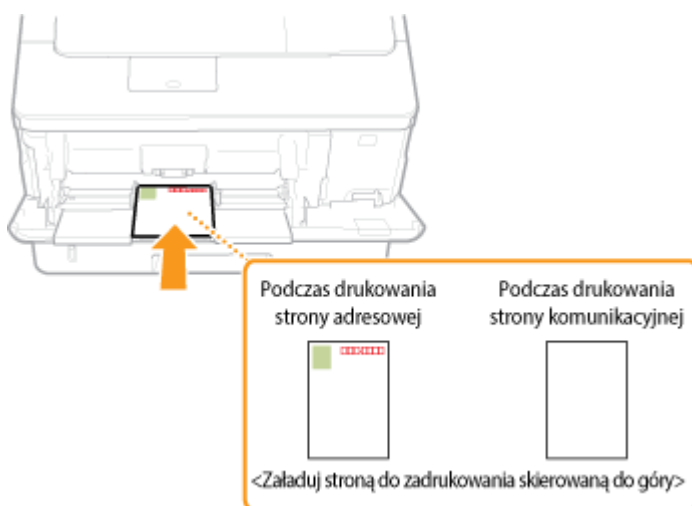 Podczas drukowania
strony adresowej
Podczas drukowania
strony komunikacyjnej
<Załaduj stroną do zadrukowania skierowaną do góry>